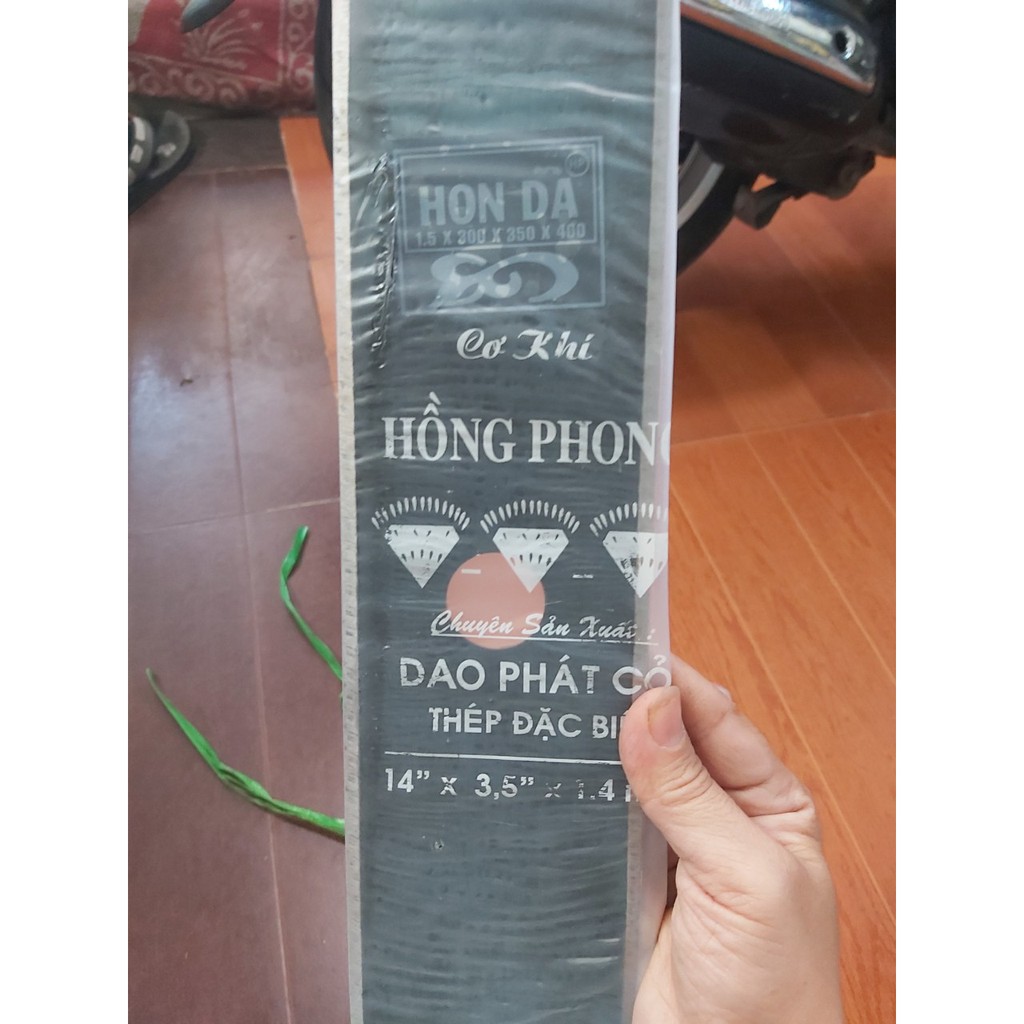 HON DA
1.5 X 300 X 350 X 400
Cơ Khí
HỒNG PHONG
Chuyên Sản Xuất :
DAO PHÁT CỎ
THÉP ĐẶC BI
14” x 3,5” x 1.4